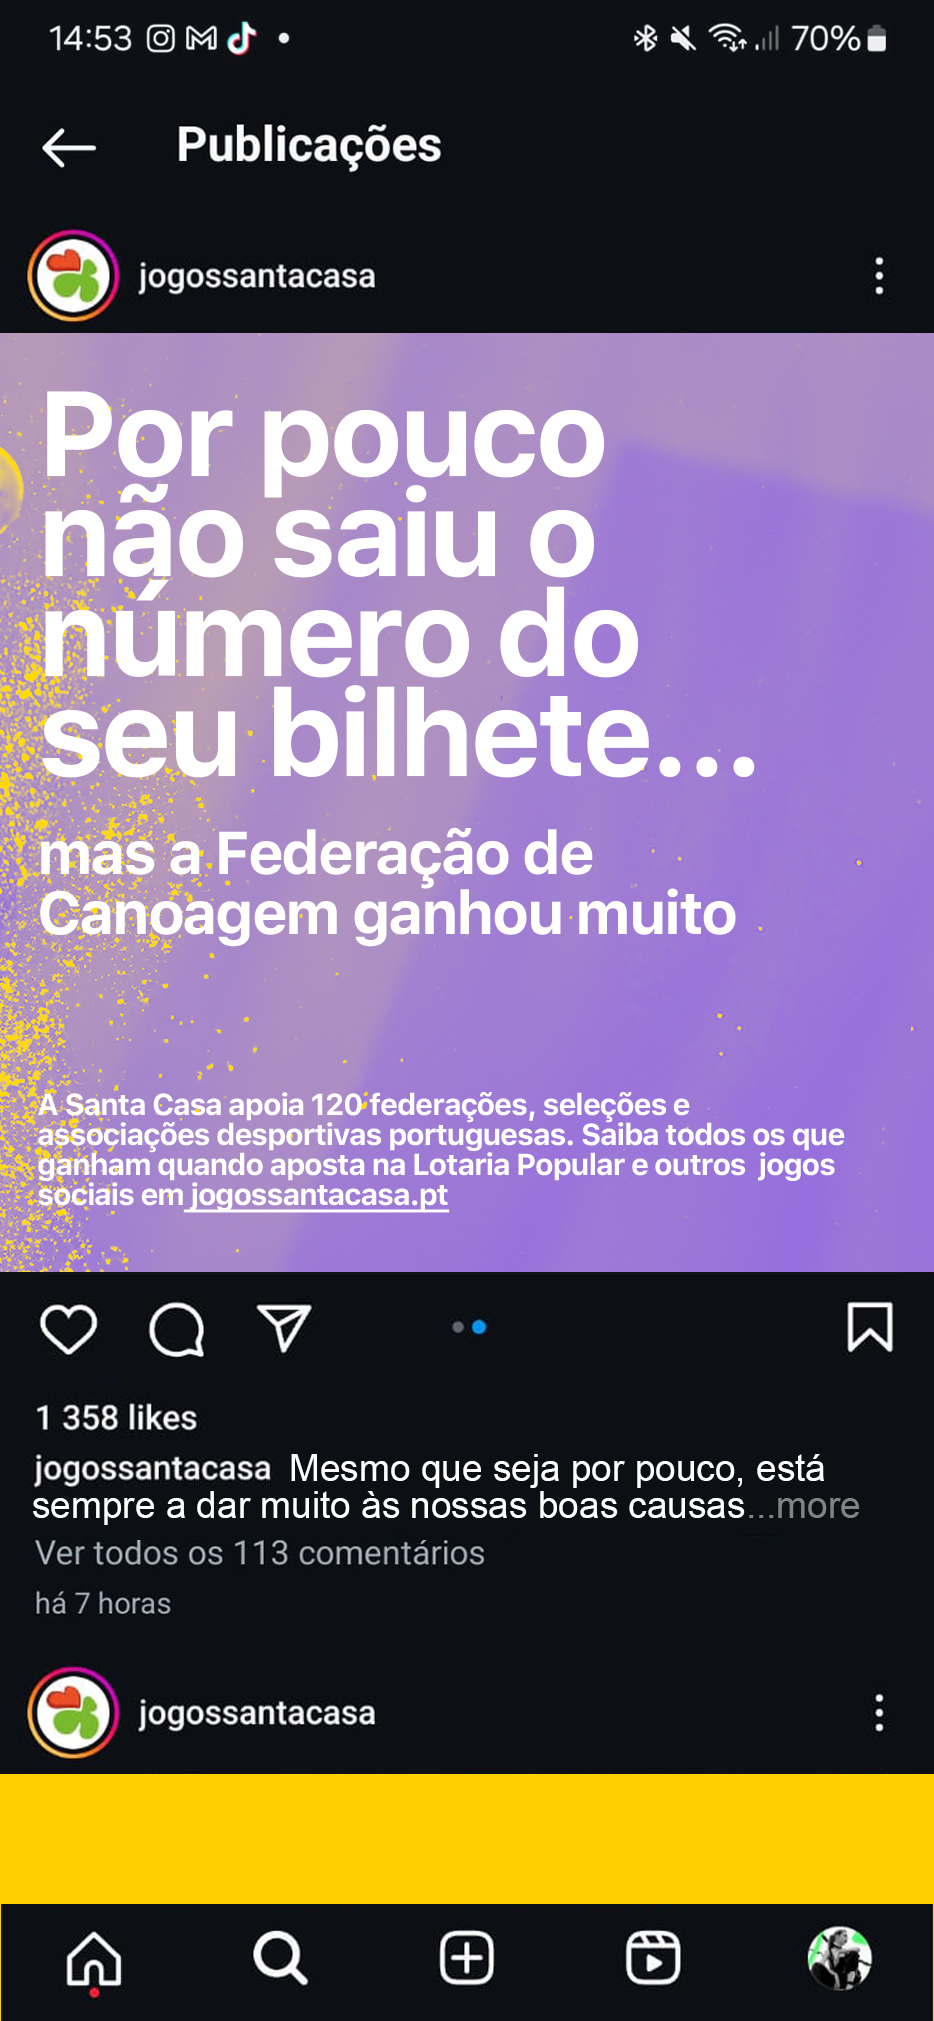 14:53
70%
Publicações
jogossantacasa
Por pouco
não saiu o
número do
seu bilhete...
mas a Federação de
Canoagem ganhou muito
A Santa Casa apoia 120 federações, seleções e
associações desportivas portuguesas. Saiba todos os que
ganham quando aposta na Lotaria Popular e outros jogos
sociais em jogossantacasa.pt
1 358 likes
jogossantacasa Mesmo que seja por pouco, está
sempre a dar muito às nossas boas causas...more
Ver todos os 113 comentários
há 7 horas
jogossantacasa